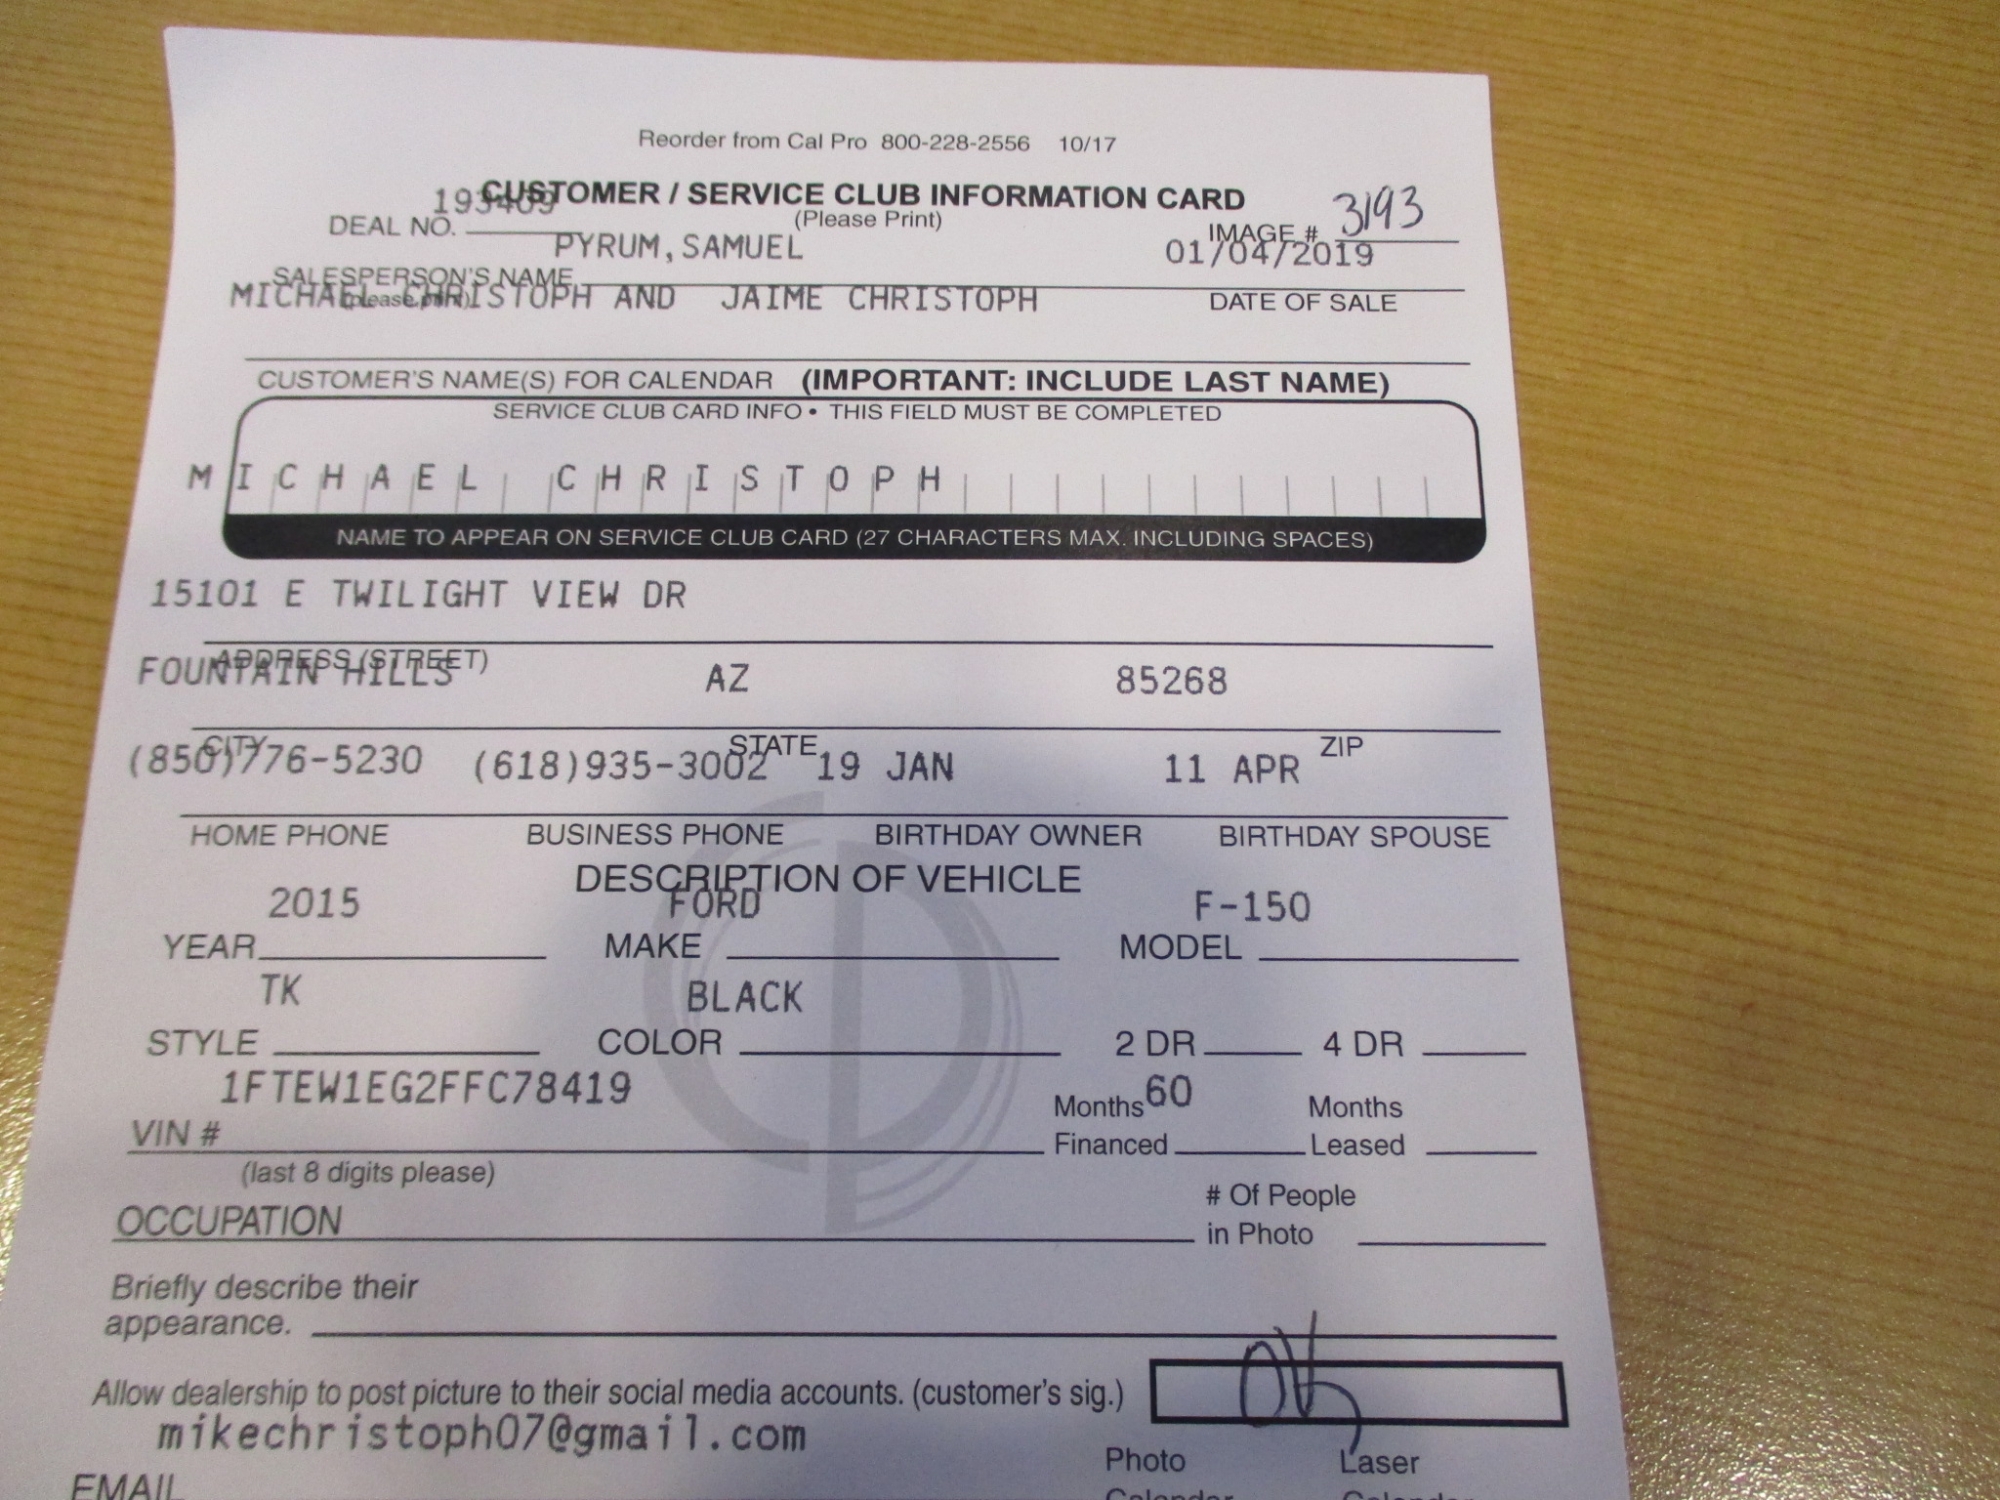 Reorder from Cal Pro 800-228-2556 10/17
CUSTOMER / SERVICE CLUB INFORMATION CARD
(Please Print)
DEAL NO. 193409
IMAGE # 3193
PYRUM,SAMUEL 01/04/2019
SALESPERSON'S NAME
(please print)
DATE OF SALE
MICHAEL CHRISTOPH AND JAIME CHRISTOPH
CUSTOMER'S NAME(S) FOR CALENDAR (IMPORTANT: INCLUDE LAST NAME)
SERVICE CLUB CARD INFO • THIS FIELD MUST BE COMPLETED
MICHAEL CHRISTOPH
NAME TO APPEAR ON SERVICE CLUB CARD (27 CHARACTERS MAX. INCLUDING SPACES)
15101 E TWILIGHT VIEW DR
ADDRESS (STREET)
FOUNTAIN HILLS AZ 85268
CITY STATE ZIP
(850)776-5230 (618)935-3002 19 JAN 11 APR
HOME PHONE BUSINESS PHONE BIRTHDAY OWNER BIRTHDAY SPOUSE
DESCRIPTION OF VEHICLE
2015 FORD F-150
YEAR MAKE MODEL
TK BLACK
STYLE COLOR 2 DR 4 DR
1FTEW1EG2FFC78419 60
VIN # Months Financed Months Leased
(last 8 digits please)
OCCUPATION # Of People in Photo
Briefly describe their
appearance.
Allow dealership to post picture to their social media accounts. (customer's sig.)
mikechristoph07@gmail.com
EMAIL Photo Calendar Laser Calendar